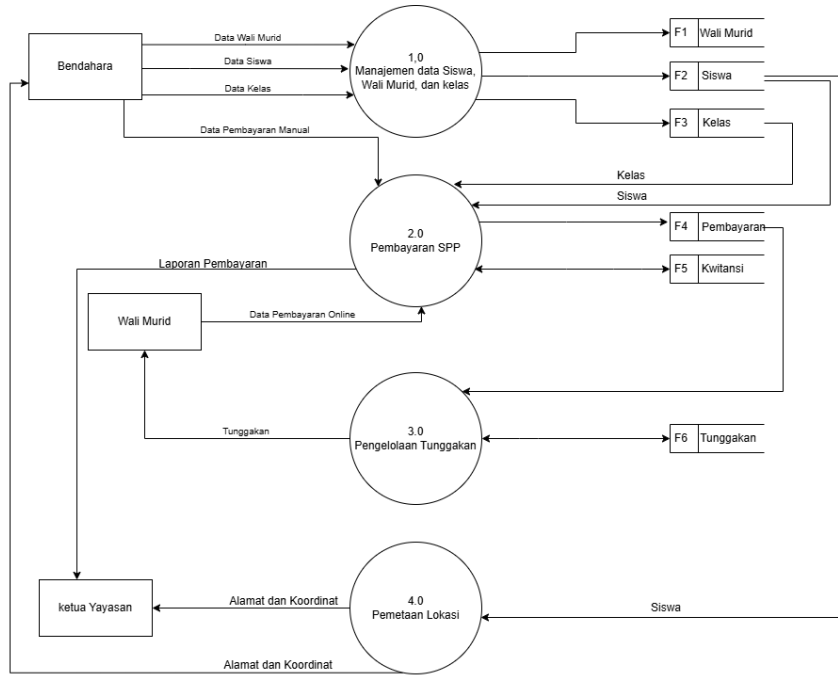 Bendahara
Data Wali Murid
Data Siswa
Data Kelas
Data Pembayaran Manual
1,0
Manajemen data Siswa,
Wali Murid, dan kelas
F1 Wali Murid
F2 Siswa
F3 Kelas
Kelas
Siswa
2.0
Pembayaran SPP
F4 Pembayaran
F5 Kwitansi
Laporan Pembayaran
Wali Murid
Data Pembayaran Online
Tunggakan
3.0
Pengelolaan Tunggakan
F6 Tunggakan
ketua Yayasan
Alamat dan Koordinat
4.0
Pemetaan Lokasi
Siswa
Alamat dan Koordinat